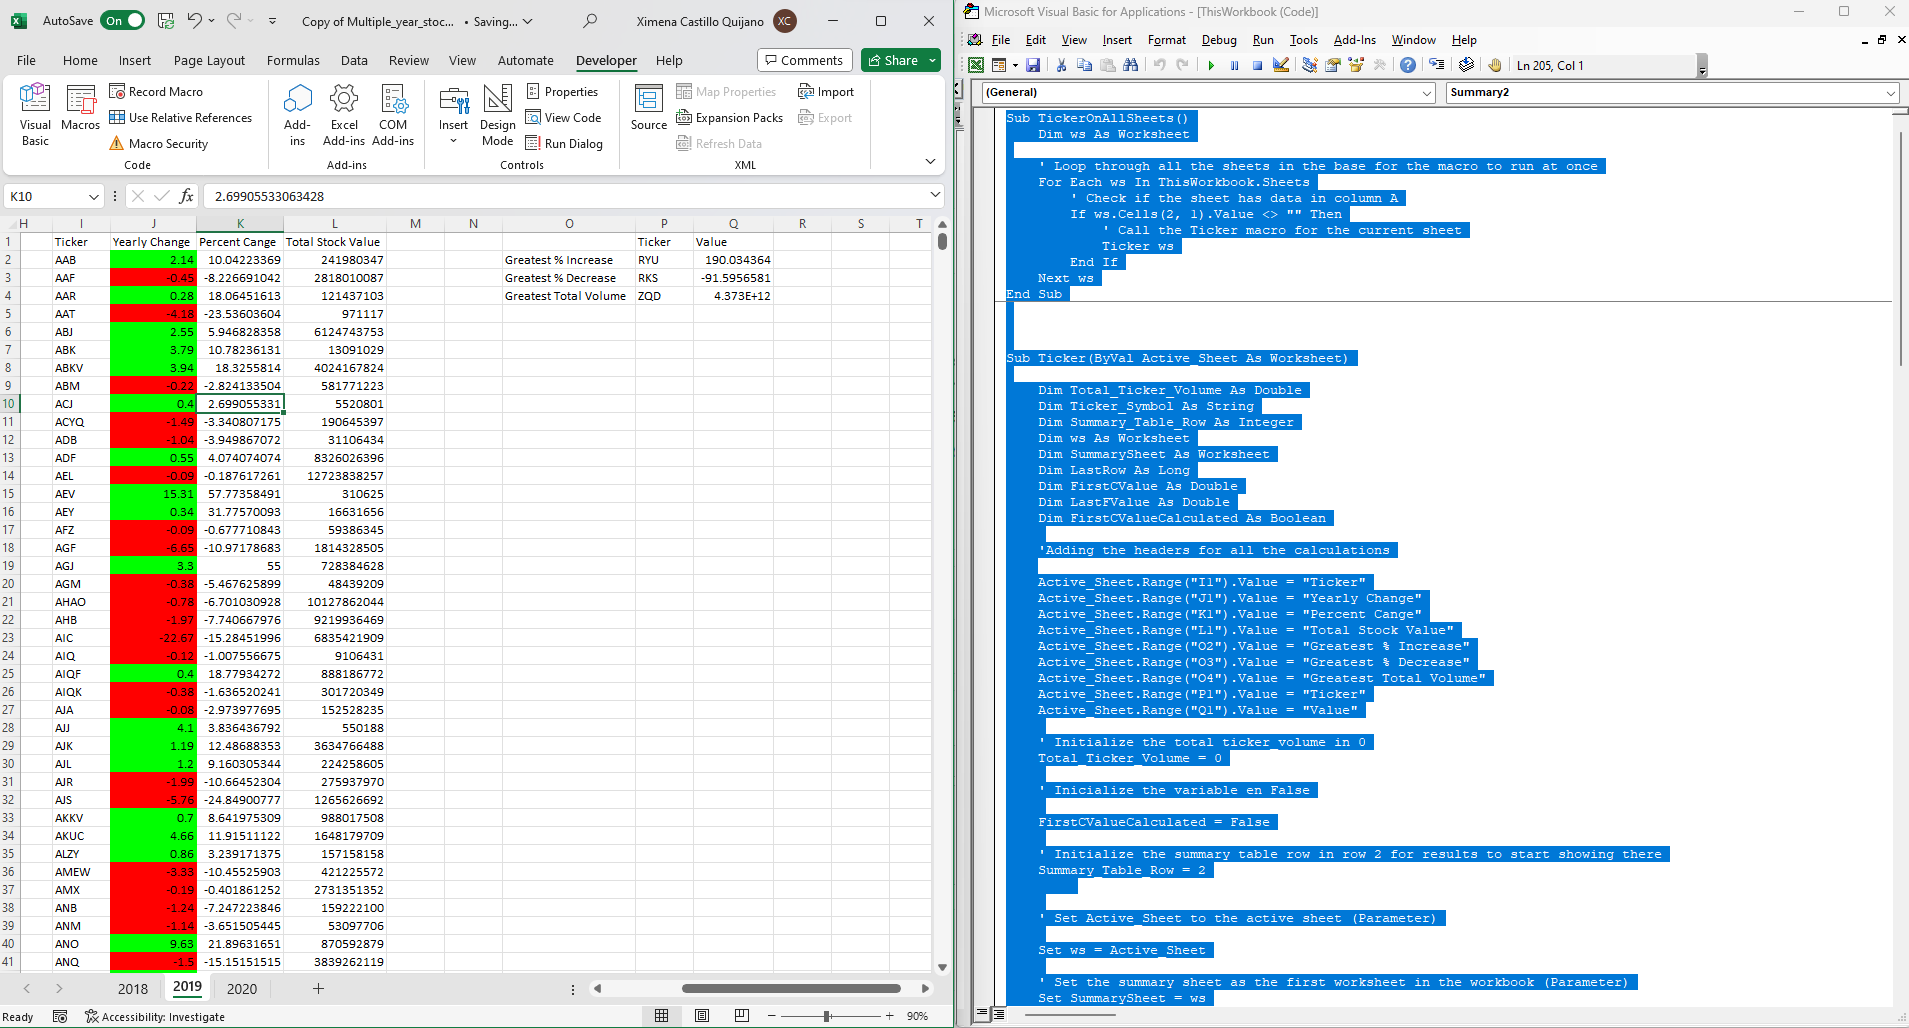 AutoSave On Copy of Multiple_year_stoc... • Saving... Ximena Castillo Quijano XC
File Home Insert Page Layout Formulas Data Review View Automate Developer Help Comments Share
Visual Basic
Macros
Record Macro
Use Relative References
Macro Security
Code
Add-ins
Excel Add-ins
COM Add-ins
Add-ins
Insert
Design Mode
Properties
View Code
Run Dialog
Controls
Source
Map Properties
Expansion Packs
Refresh Data
Import
Export
XML
K10 fx 2.69905533063428
H I J K L M N O P Q R S T
1 Ticker Yearly Change Percent Cange Total Stock Value Ticker Value
2 AAB 2.14 10.04223369 241980347 Greatest % Increase RYU 190.034364
3 AAF -0.45 -8.226691042 2818010087 Greatest % Decrease RKS -91.5956581
4 AAR 0.28 18.06451613 121437103 Greatest Total Volume ZQD 4.373E+12
5 AAT -4.18 -23.53603604 971117
6 ABJ 2.55 5.946828358 6124743753
7 ABK 3.79 10.78236131 13091029
8 ABKV 3.94 18.3255814 4024167824
9 ABM -0.22 -2.824133504 581771223
10 ACJ 0.4 2.699055331 5520801
11 ACYQ -1.49 -3.340807175 190645397
12 ADB -1.04 -3.949867072 31106434
13 ADF 0.55 4.074074074 8326026396
14 AEL -0.09 -0.187617261 12723838257
15 AEV 15.31 57.77358491 310625
16 AEY 0.34 31.77570093 16631656
17 AFZ -0.09 -0.677710843 59386345
18 AGF -6.65 -10.97178683 1814328505
19 AGJ 3.3 55 728384628
20 AGM -0.38 -5.467625899 48439209
21 AHAO -0.78 -6.701030928 10127862044
22 AHB -1.97 -7.740667976 9219936469
23 AIC -22.67 -15.28451996 6835421909
24 AIQ -0.12 -1.007556675 9106431
25 AIQF 0.4 18.77934272 888186772
26 AIQK -0.38 -1.636520241 301720349
27 AJA -0.08 -2.973977695 152528235
28 AJJ 4.1 3.836436792 550188
29 AJK 1.19 12.48688353 3634766488
30 AJL 1.2 9.160305344 224258605
31 AJR -1.99 -10.66452304 275937970
32 AJS -5.76 -24.84900777 1265626692
33 AKKV 0.7 8.641975309 988017508
34 AKUC 4.66 11.91511122 1648179709
35 ALZY 0.86 3.239171375 157158158
36 AMEW -3.33 -10.45525903 421225572
37 AMX -0.19 -0.401861252 2731351352
38 ANB -1.24 -7.247223846 159222100
39 ANM -1.14 -3.651505445 53097706
40 ANO 9.63 21.89631651 870592879
41 ANQ -1.5 -15.15151515 3839262119
2018 2019 2020
Ready Accessibility: Investigate 90%
Microsoft Visual Basic for Applications - [ThisWorkbook (Code)]
File Edit View Insert Format Debug Run Tools Add-Ins Window Help
Ln 205, Col 1
(General) Summary2
Sub TickerOnAllSheets()
Dim ws As Worksheet
' Loop through all the sheets in the base for the macro to run at once
For Each ws In ThisWorkbook.Sheets
' Check if the sheet has data in column A
If ws.Cells(2, 1).Value <> "" Then
' Call the Ticker macro for the current sheet
Ticker ws
End If
Next ws
End Sub
Sub Ticker(ByVal Active_Sheet As Worksheet)
Dim Total_Ticker_Volume As Double
Dim Ticker_Symbol As String
Dim Summary_Table_Row As Integer
Dim ws As Worksheet
Dim SummarySheet As Worksheet
Dim LastRow As Long
Dim FirstCValue As Double
Dim LastFValue As Double
Dim FirstCValueCalculated As Boolean
'Adding the headers for all the calculations
Active_Sheet.Range("I1").Value = "Ticker"
Active_Sheet.Range("J1").Value = "Yearly Change"
Active_Sheet.Range("K1").Value = "Percent Cange"
Active_Sheet.Range("L1").Value = "Total Stock Value"
Active_Sheet.Range("O2").Value = "Greatest % Increase"
Active_Sheet.Range("O3").Value = "Greatest % Decrease"
Active_Sheet.Range("O4").Value = "Greatest Total Volume"
Active_Sheet.Range("P1").Value = "Ticker"
Active_Sheet.Range("Q1").Value = "Value"
' Initialize the total ticker_volume in 0
Total_Ticker_Volume = 0
' Inicialize the variable en False
FirstCValueCalculated = False
' Initialize the summary table row in row 2 for results to start showing there
Summary_Table_Row = 2
' Set Active_Sheet to the active sheet (Parameter)
Set ws = Active_Sheet
' Set the summary sheet as the first worksheet in the workbook (Parameter)
Set SummarySheet = ws